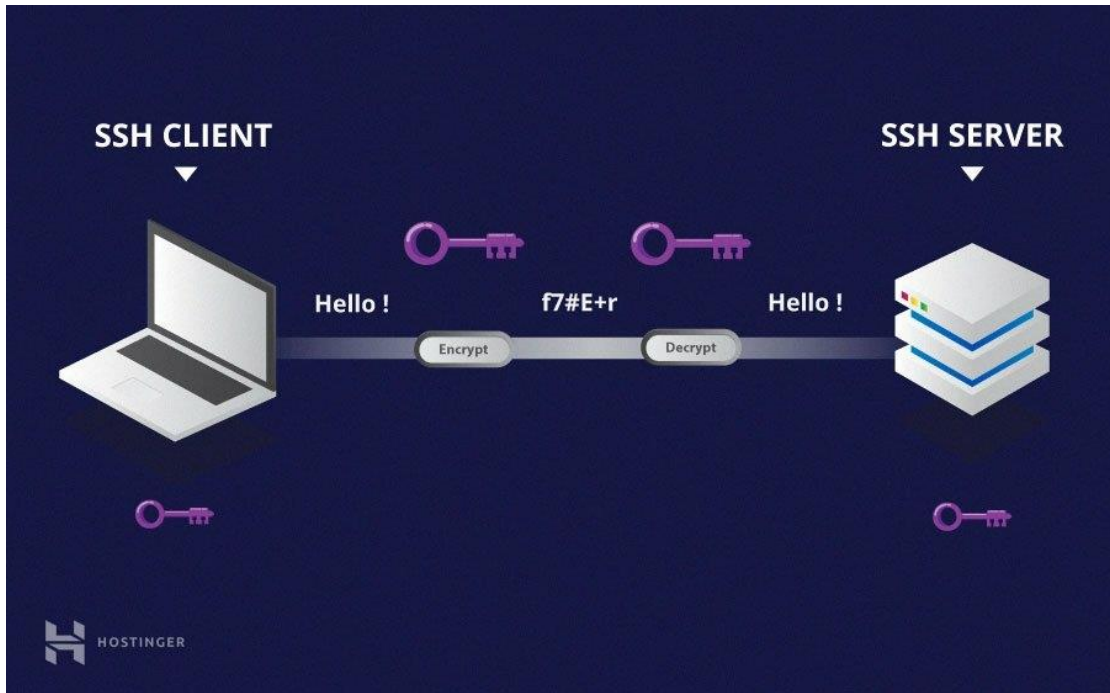 SSH CLIENT
SSH SERVER
Hello !
f7#E+r
Hello !
Encrypt
Decrypt
HOSTINGER